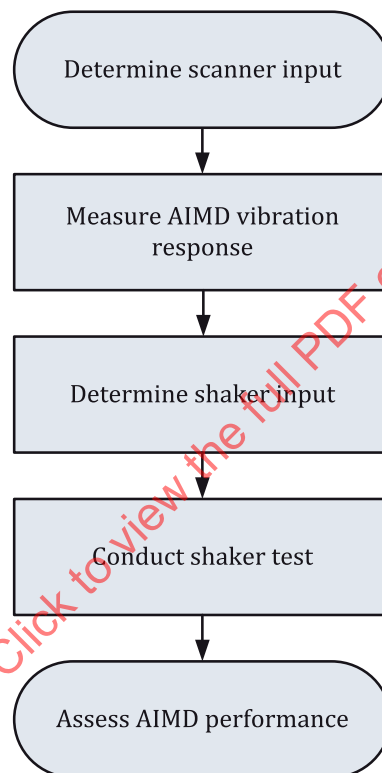 Determine scanner input
Measure AIMD vibration
response
Determine shaker input
Conduct shaker test
Assess AIMD performance
Click to view the full PDF